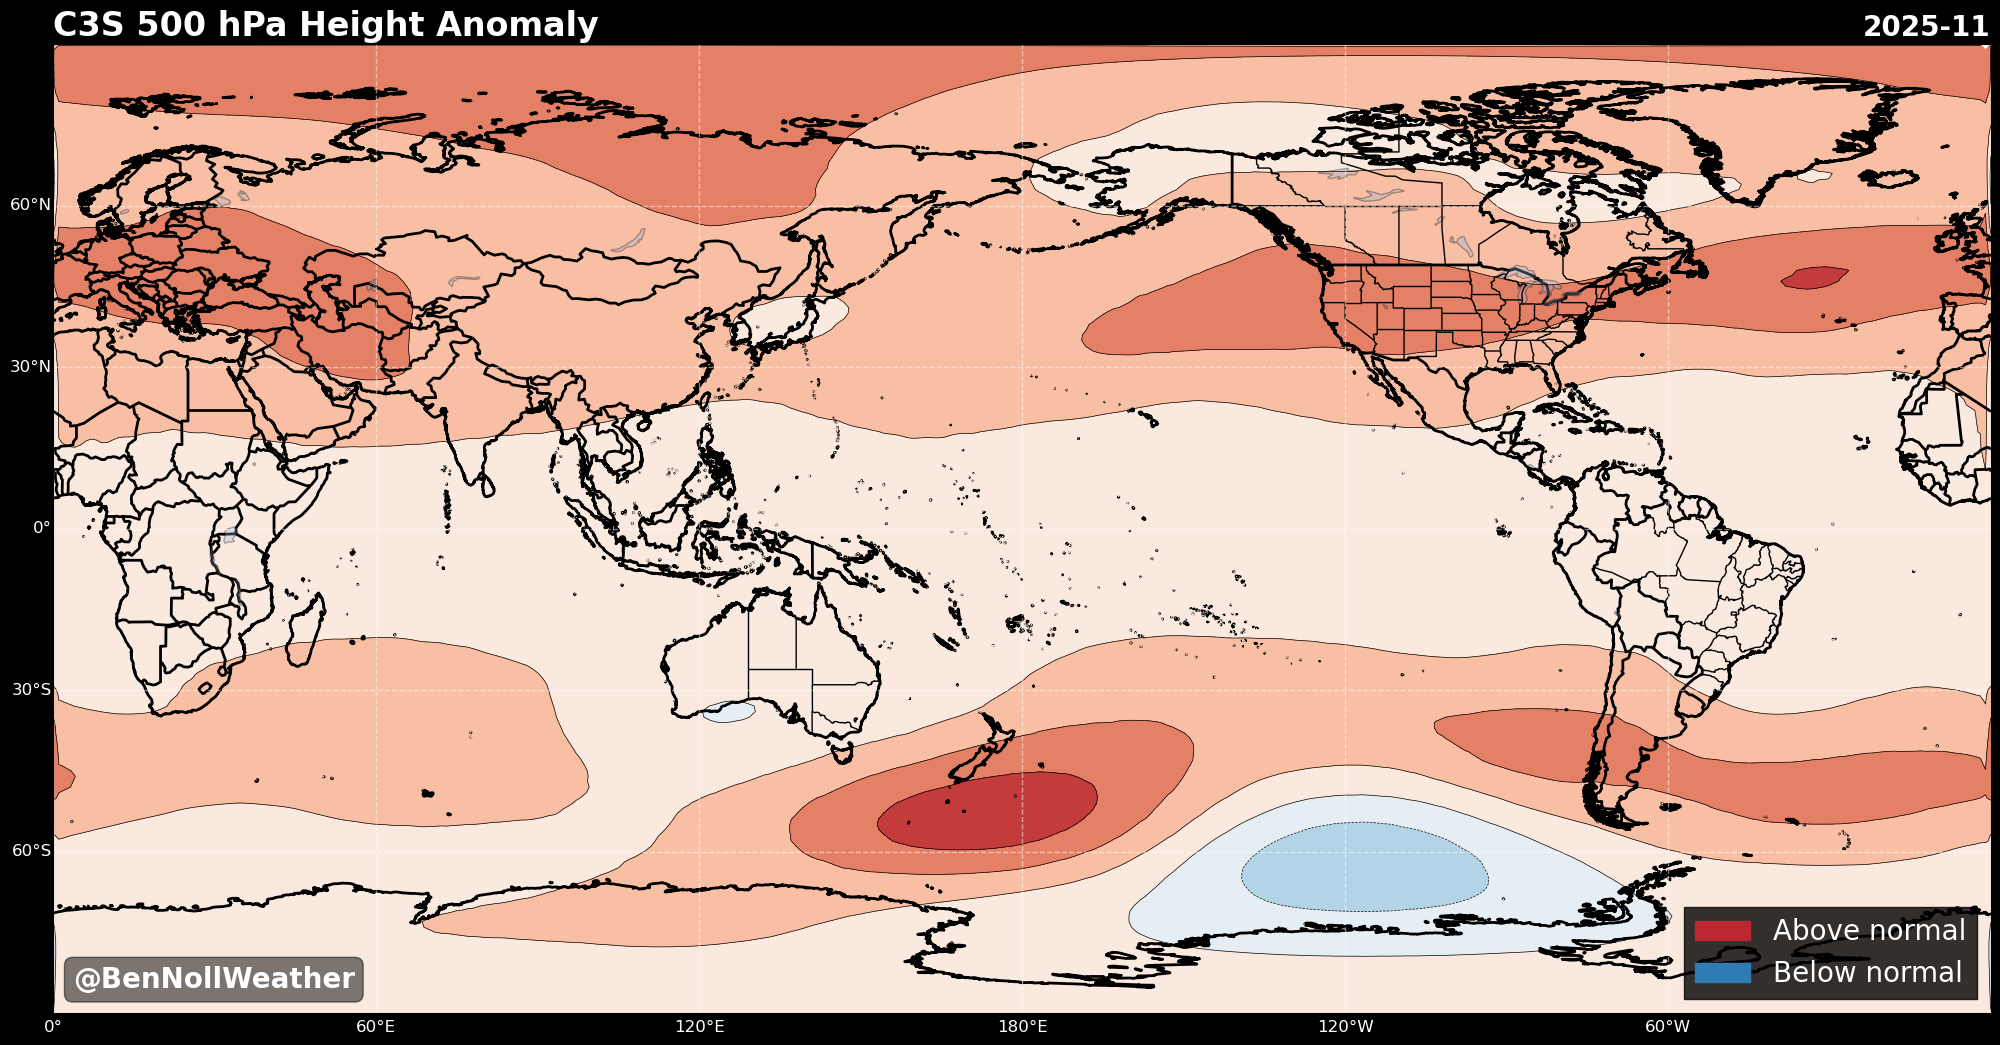 C3S 500 hPa Height Anomaly
2025-11
60°N
30°N
0°
30°S
60°S
Above normal
Below normal
@BenNollWeather
0°
60°E
120°E
180°E
120°W
60°W